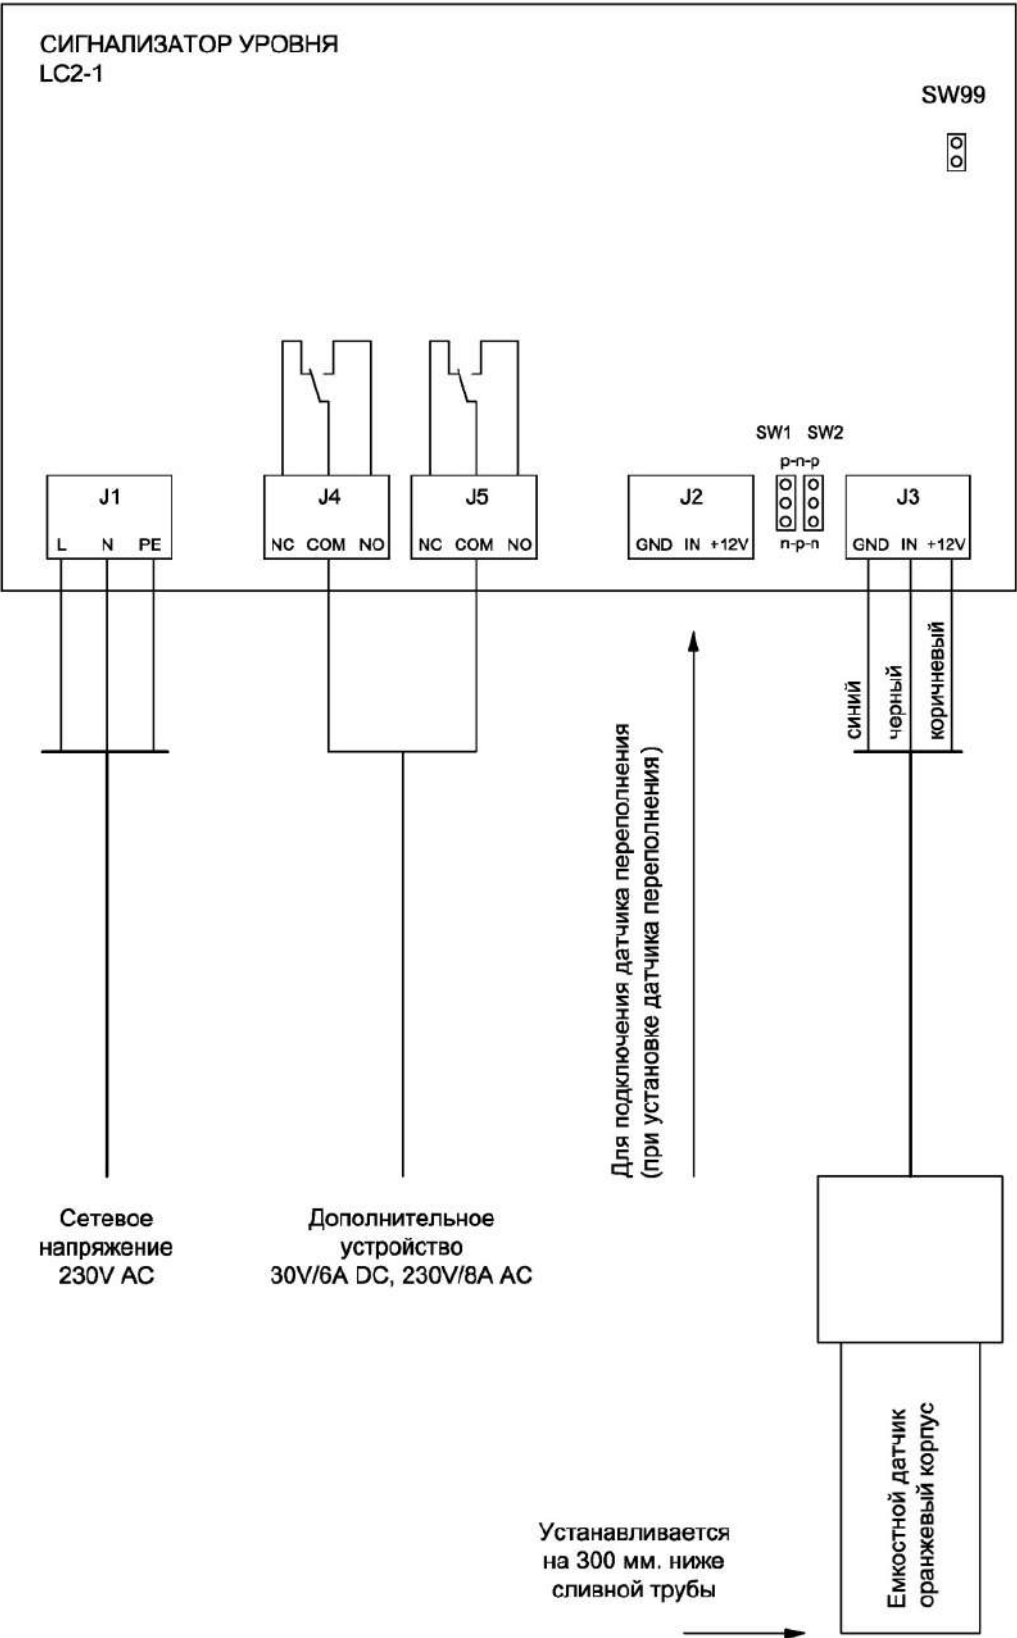 СИГНАЛИЗАТОР УРОВНЯ
LC2-1
SW99
SW1 SW2
p-n-p
J1
J4
J5
J2
J3
L N PE
NC COM NO
NC COM NO
GND IN +12V
n-p-n
GND IN +12V
синий
черный
коричневый
Для подключения датчика переполнения
(при установке датчика переполнения)
Сетевое
напряжение
230V AC
Дополнительное
устройство
30V/6A DC, 230V/8A AC
Емкостной датчик
оранжевый корпус
Устанавливается
на 300 мм. ниже
сливной трубы